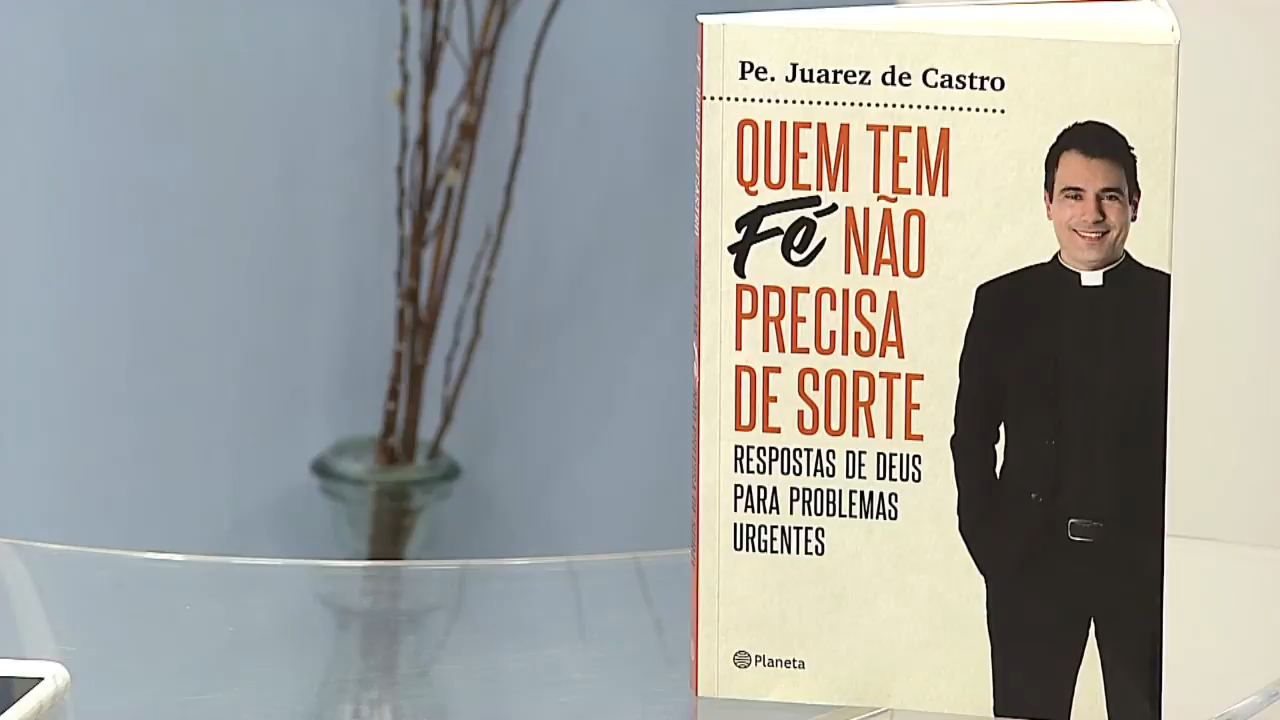 Pe. Juarez de Castro
QUEM TEM
Fé NÃO
PRECISA
DE SORTE
RESPOSTAS DE DEUS
PARA PROBLEMAS
URGENTES
Planeta